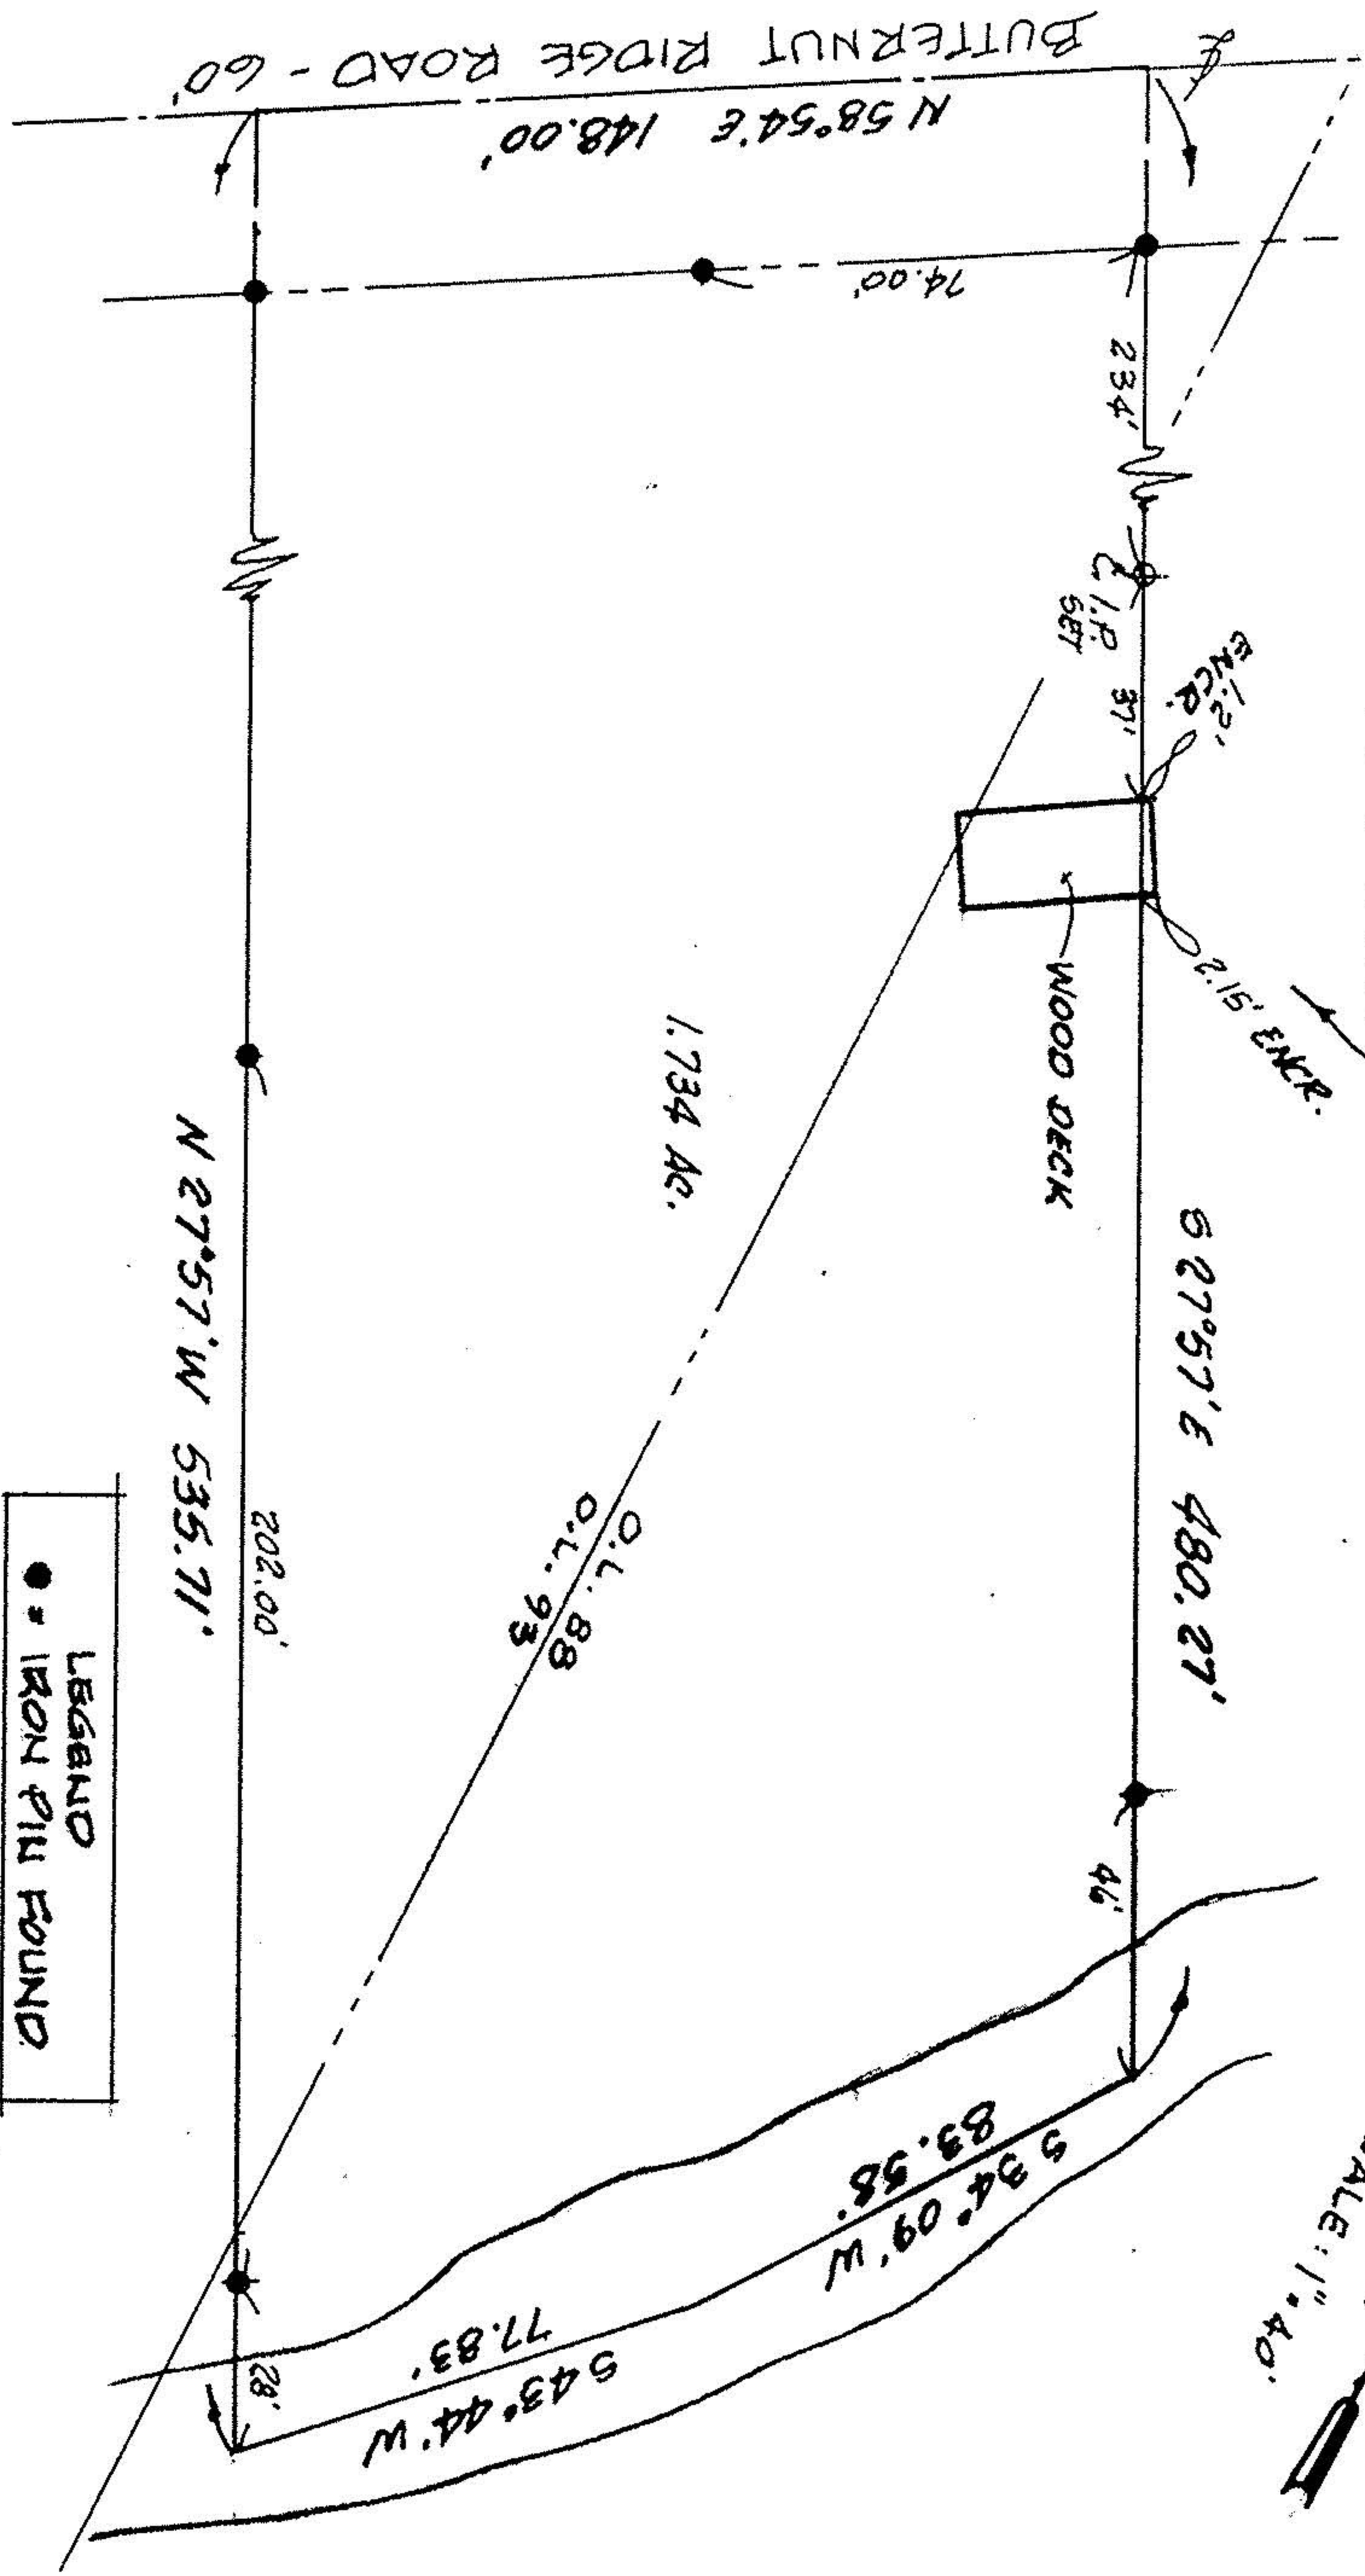 BUTTERNUT RIDGE ROAD - 60'
N 58°54'E 148.00'
74.00'
234'
I.P.
SET
37'
1.2'
ENCR.
2.15' ENCR.
WOOD DECK
S 27°57'E 480.27'
46'
1.734 AC.
O.L. 88
O.L. 93
N 27°57'W 535.71'
202.00'
28'
S 34°09'W
83.58'
S 43°44'W
77.83'
1" = 40'
LEGEND
● = IRON PIN FOUND